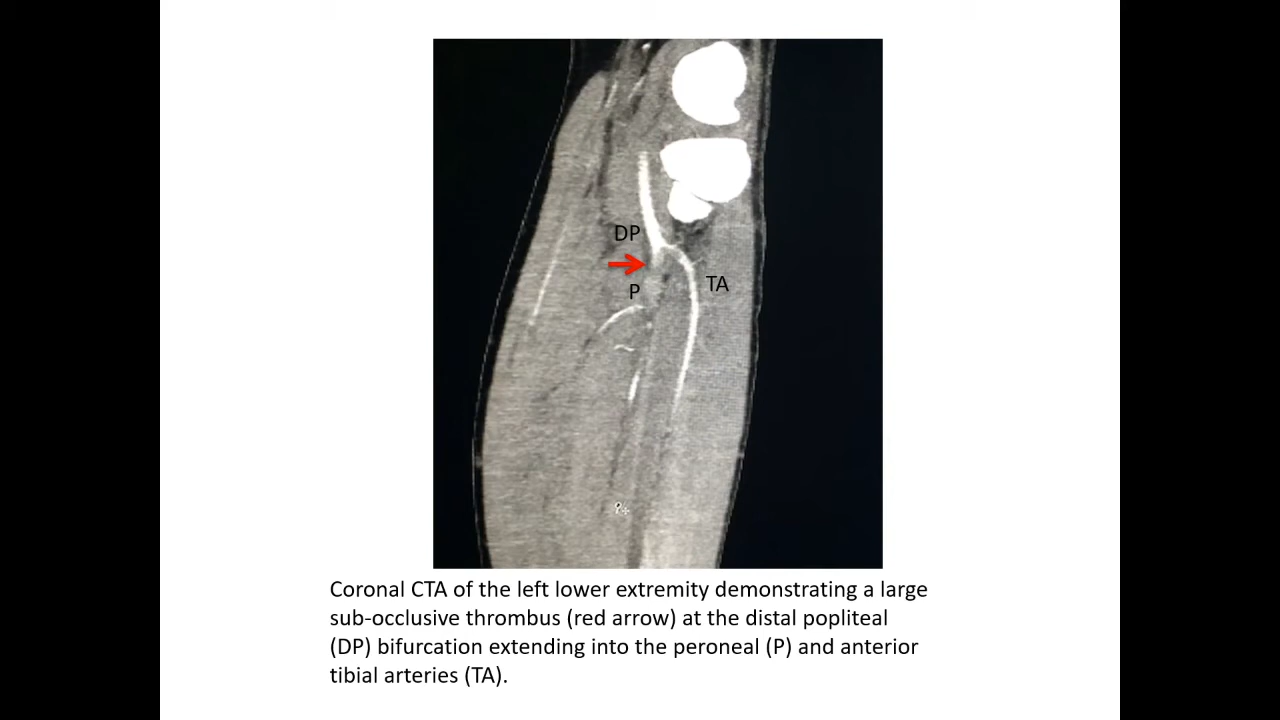 DP
P
TA
Coronal CTA of the left lower extremity demonstrating a large
sub-occlusive thrombus (red arrow) at the distal popliteal
(DP) bifurcation extending into the peroneal (P) and anterior
tibial arteries (TA).